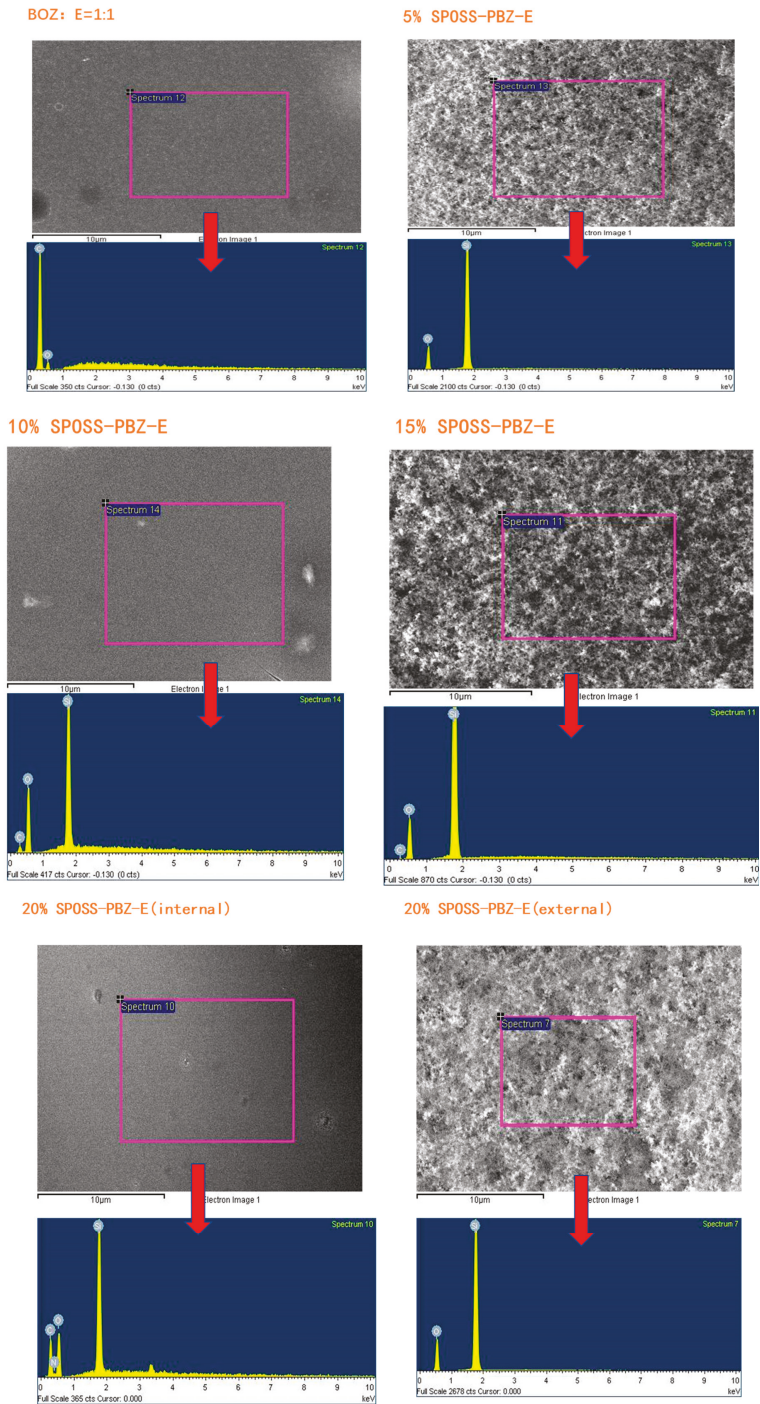 BOZ: E=1:1
5% SPOSS-PBZ-E
Spectrum 12
Spectrum 13
10μm
Electron Image 1
10μm
Electron Image 1
Spectrum 12
C
O
0 1 2 3 4 5 6 7 8 9 10
Full Scale 350 cts Cursor: -0.130 (0 cts)
keV
Spectrum 13
Si
O
0 1 2 3 4 5 6 7 8 9 10
Full Scale 2100 cts Cursor: -0.130 (0 cts)
keV
10% SPOSS-PBZ-E
15% SPOSS-PBZ-E
Spectrum 14
Spectrum 11
10μm
Electron Image 1
10μm
Electron Image 1
Spectrum 14
Si
O
C
0 1 2 3 4 5 6 7 8 9 10
Full Scale 417 cts Cursor: -0.130 (0 cts)
keV
Spectrum 11
Si
O
C
0 1 2 3 4 5 6 7 8 9 10
Full Scale 870 cts Cursor: -0.130 (0 cts)
keV
20% SPOSS-PBZ-E(internal)
20% SPOSS-PBZ-E(external)
Spectrum 10
Spectrum 7
10μm
Electron Image 1
10μm
Electron Image 1
Spectrum 10
Si
O
C
N
0 1 2 3 4 5 6 7 8 9 10
Full Scale 365 cts Cursor: 0.000
keV
Spectrum 7
Si
O
0 1 2 3 4 5 6 7 8 9 10
Full Scale 2678 cts Cursor: 0.000
keV